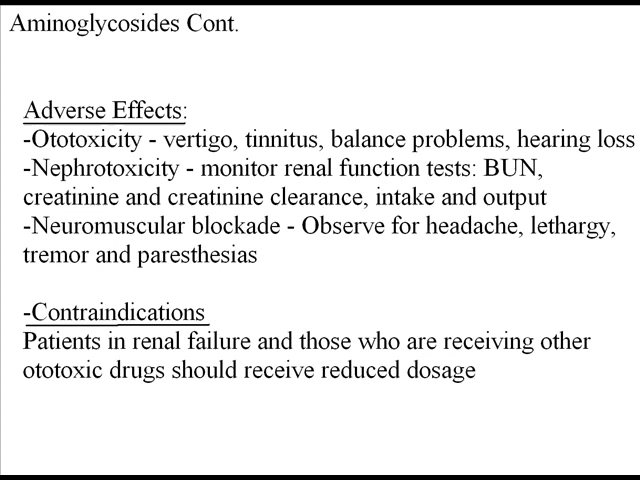 Aminoglycosides Cont.
Adverse Effects:
-Ototoxicity - vertigo, tinnitus, balance problems, hearing loss
-Nephrotoxicity - monitor renal function tests: BUN,
creatinine and creatinine clearance, intake and output
-Neuromuscular blockade - Observe for headache, lethargy,
tremor and paresthesias
-Contraindications
Patients in renal failure and those who are receiving other
ototoxic drugs should receive reduced dosage